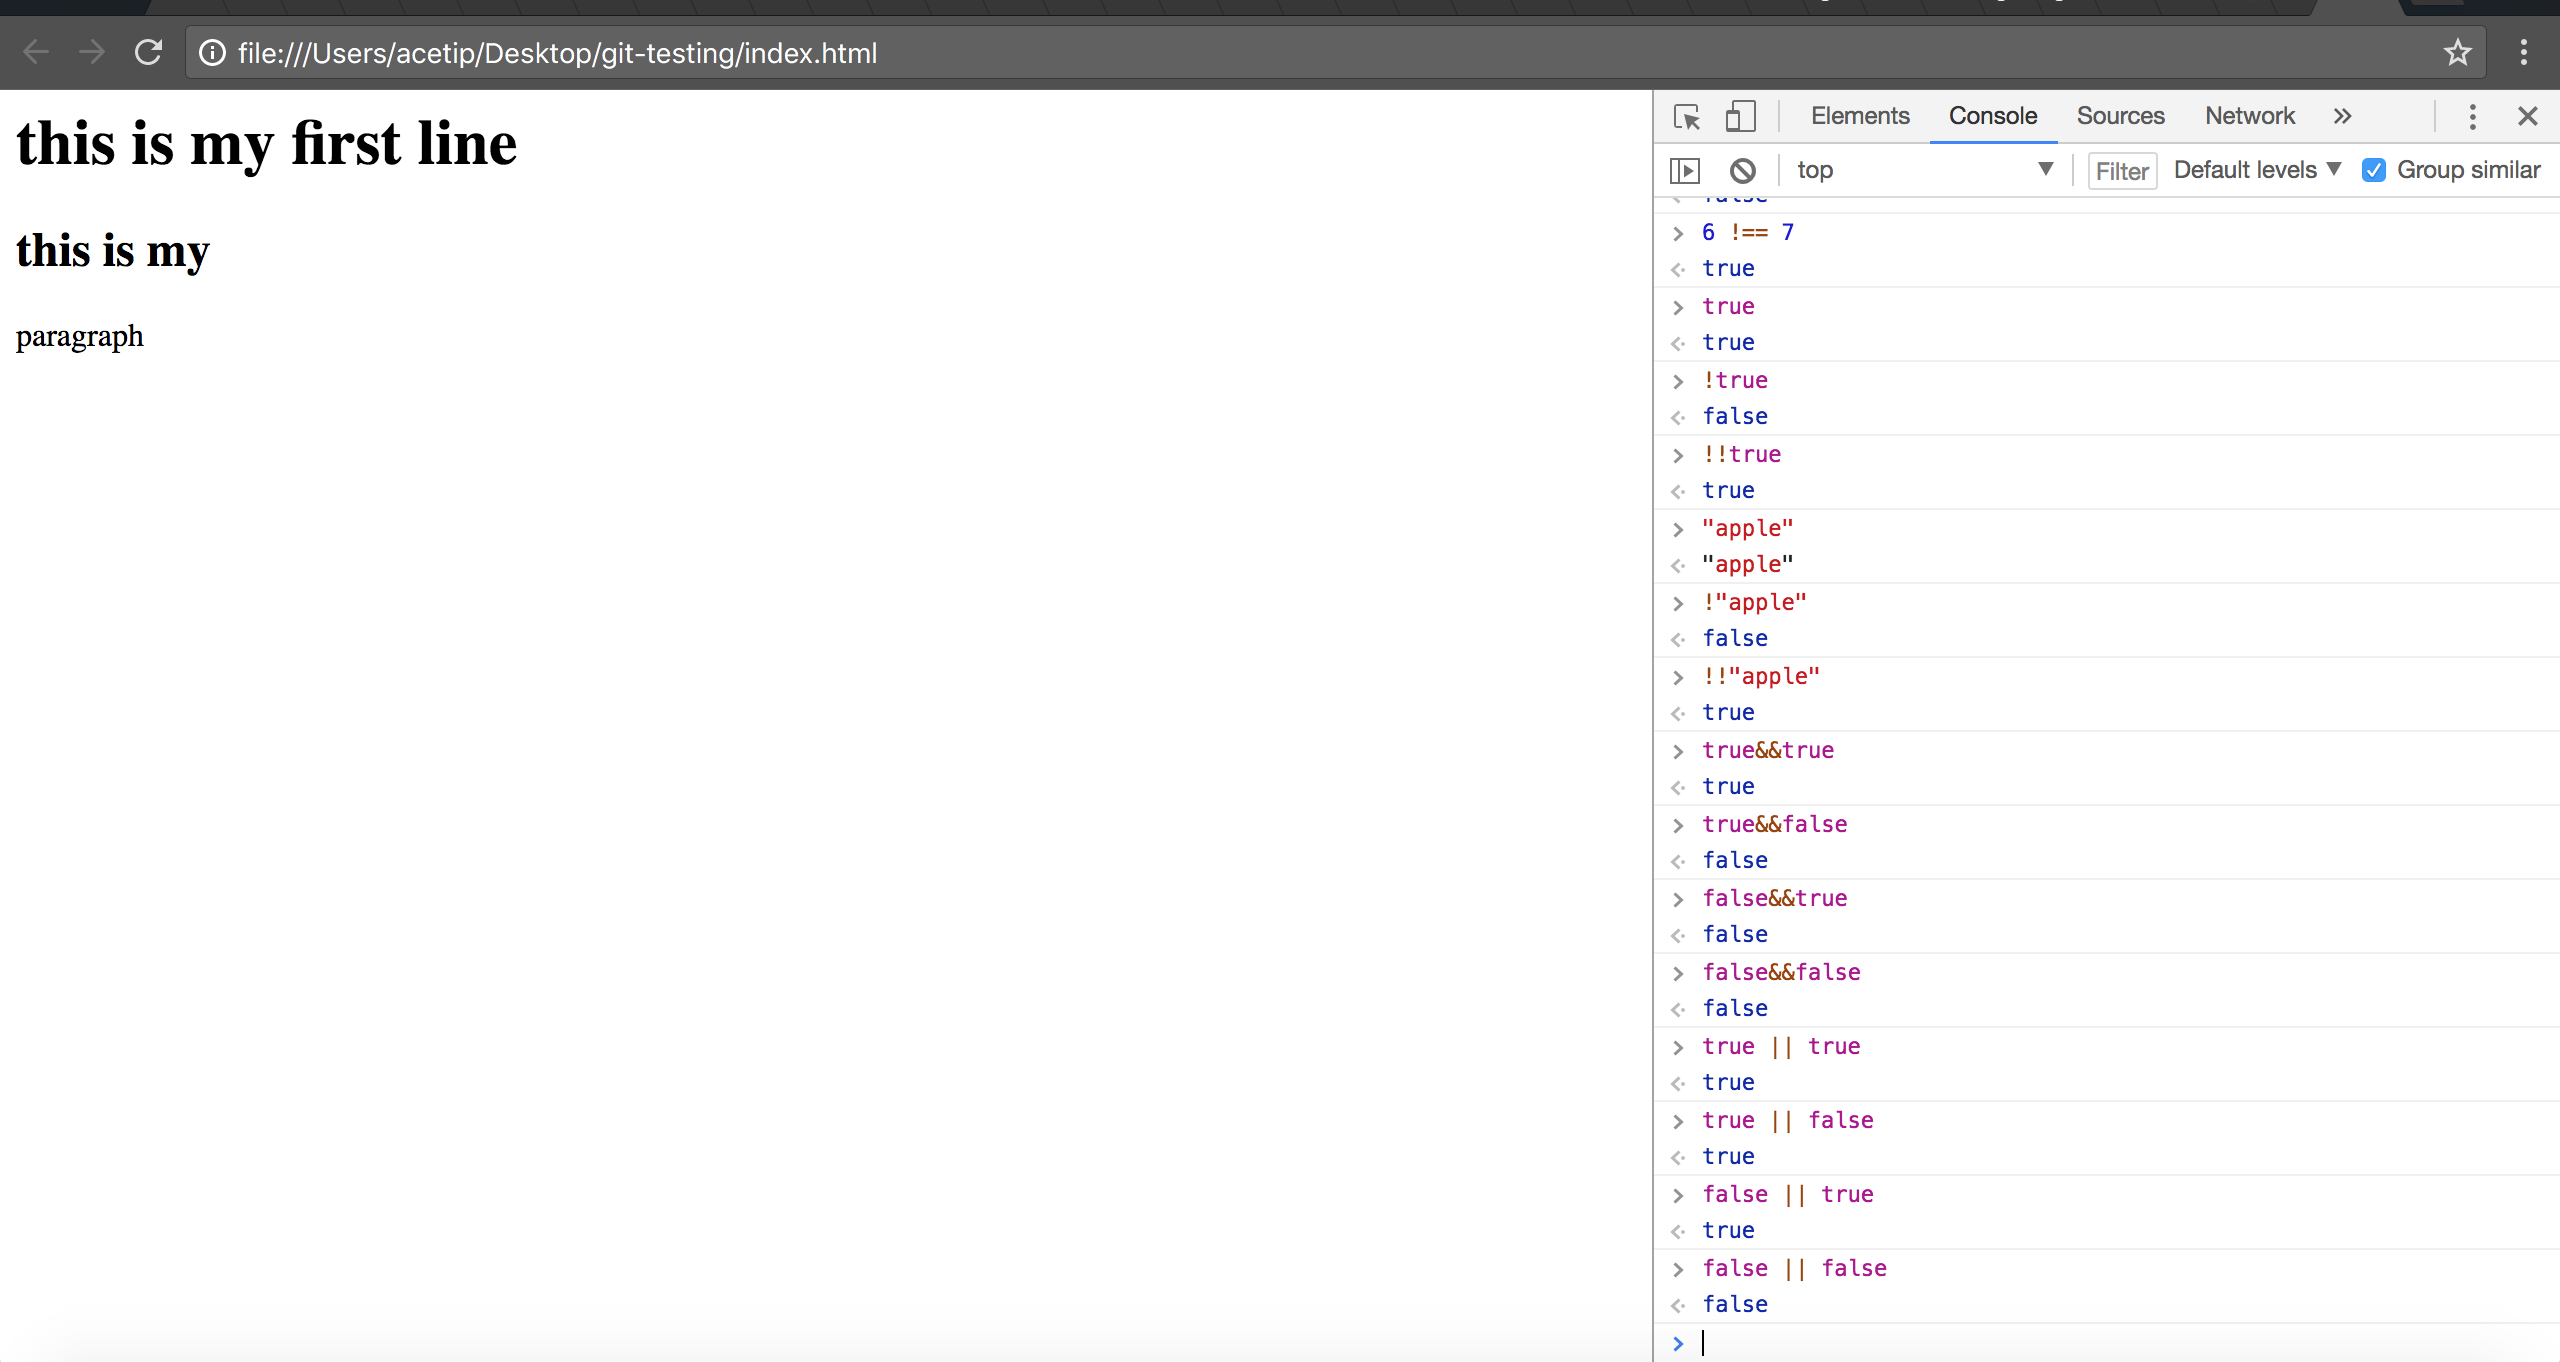 file:///Users/acetip/Desktop/git-testing/index.html
this is my first line
this is my
paragraph
Elements Console Sources Network
top Filter Default levels Group similar
false
6 !== 7
true
true
true
!true
false
!!true
true
"apple"
"apple"
!"apple"
false
!!"apple"
true
true&&true
true
true&&false
false
false&&true
false
false&&false
false
true || true
true
true || false
true
false || true
true
false || false
false